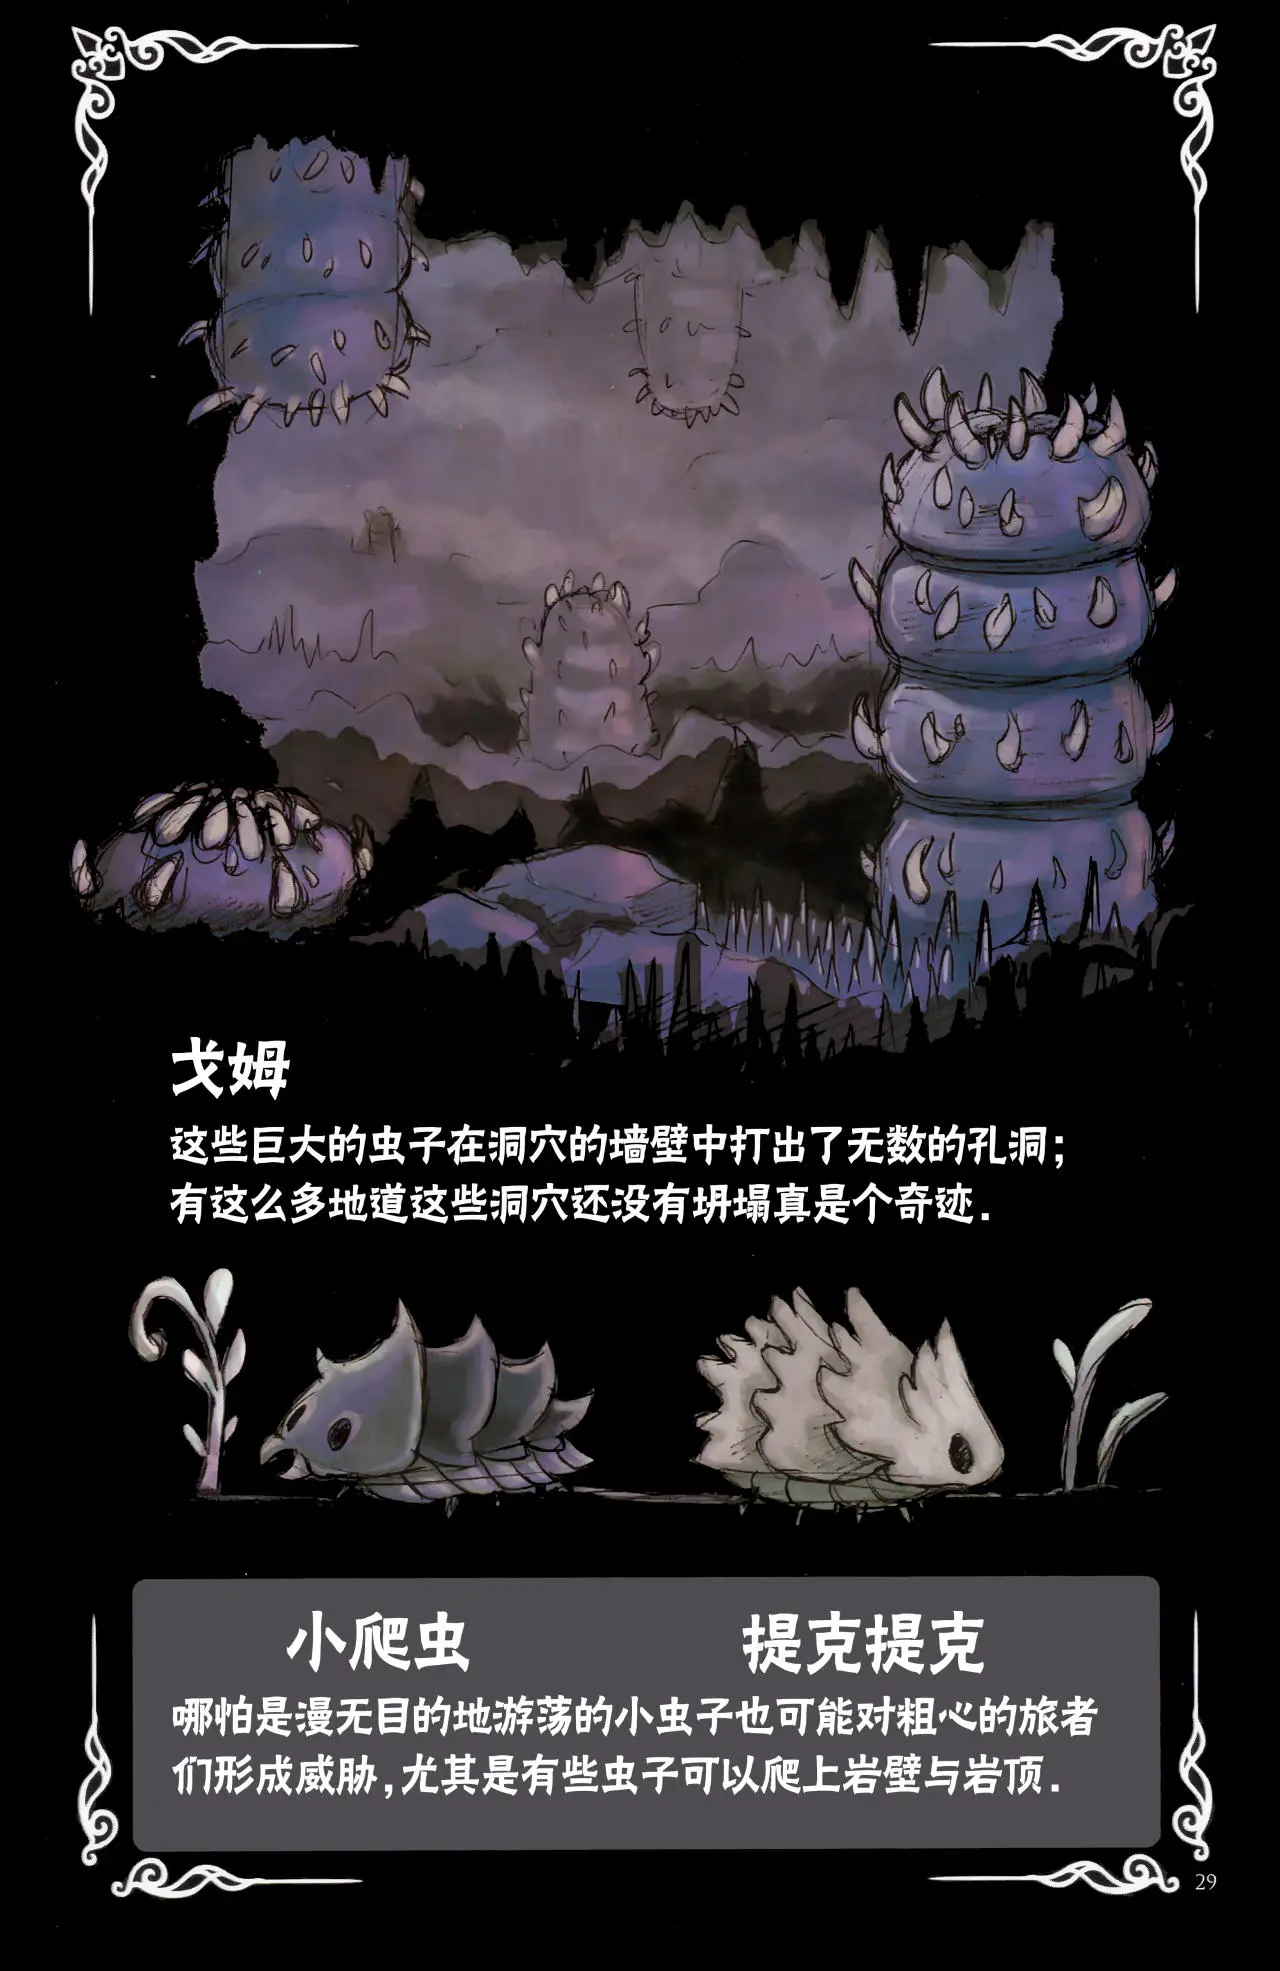 戈姆
这些巨大的虫子在洞穴的墙壁中打出了无数的孔洞；
有这么多地道这些洞穴还没有坍塌真是个奇迹.
小爬虫 提克提克
哪怕是漫无目的地游荡的小虫子也可能对粗心的旅者
们形成威胁,尤其是有些虫子可以爬上岩壁与岩顶.
29